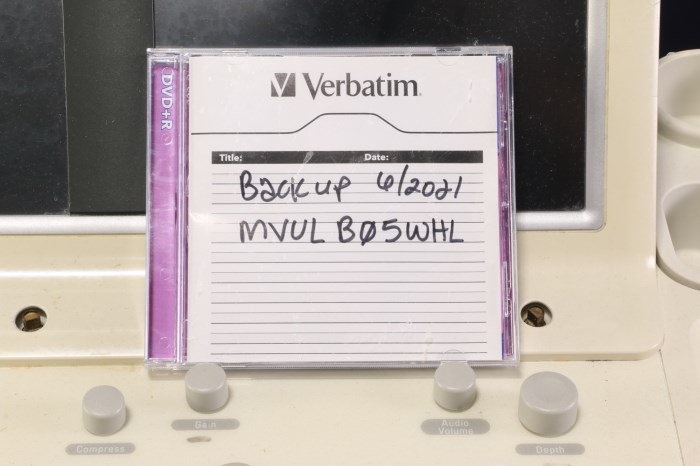 Verbatim
DVD+R
Title: Date:
Backup 6/2021
MVUL BØ5WHL
Compress
Gain
Audio
Volume
Depth